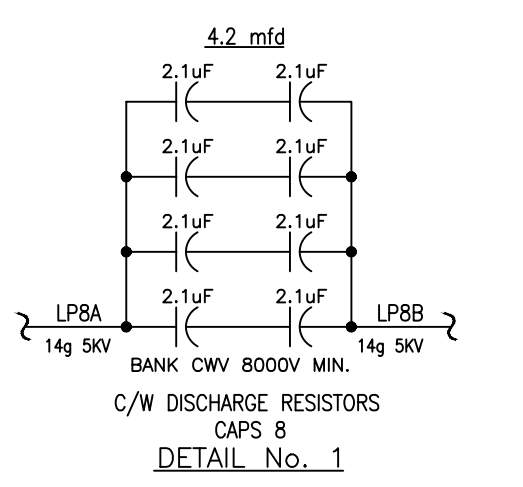 4.2 mfd
2.1uF 2.1uF
2.1uF 2.1uF
2.1uF 2.1uF
2.1uF 2.1uF
LP8A LP8B
14g 5KV 14g 5KV
BANK CWV 8000V MIN.
C/W DISCHARGE RESISTORS
CAPS 8
DETAIL No. 1